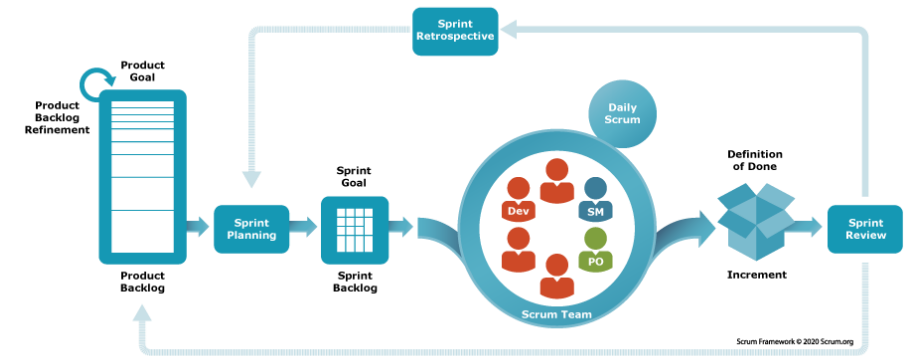 Sprint
Retrospective
Product
Goal
Product
Backlog
Refinement
Daily
Scrum
Definition
of Done
Sprint
Goal
Dev
SM
Sprint
Planning
Sprint
Review
PO
Product
Backlog
Sprint
Backlog
Increment
Scrum Team
Scrum Framework © 2020 Scrum.org